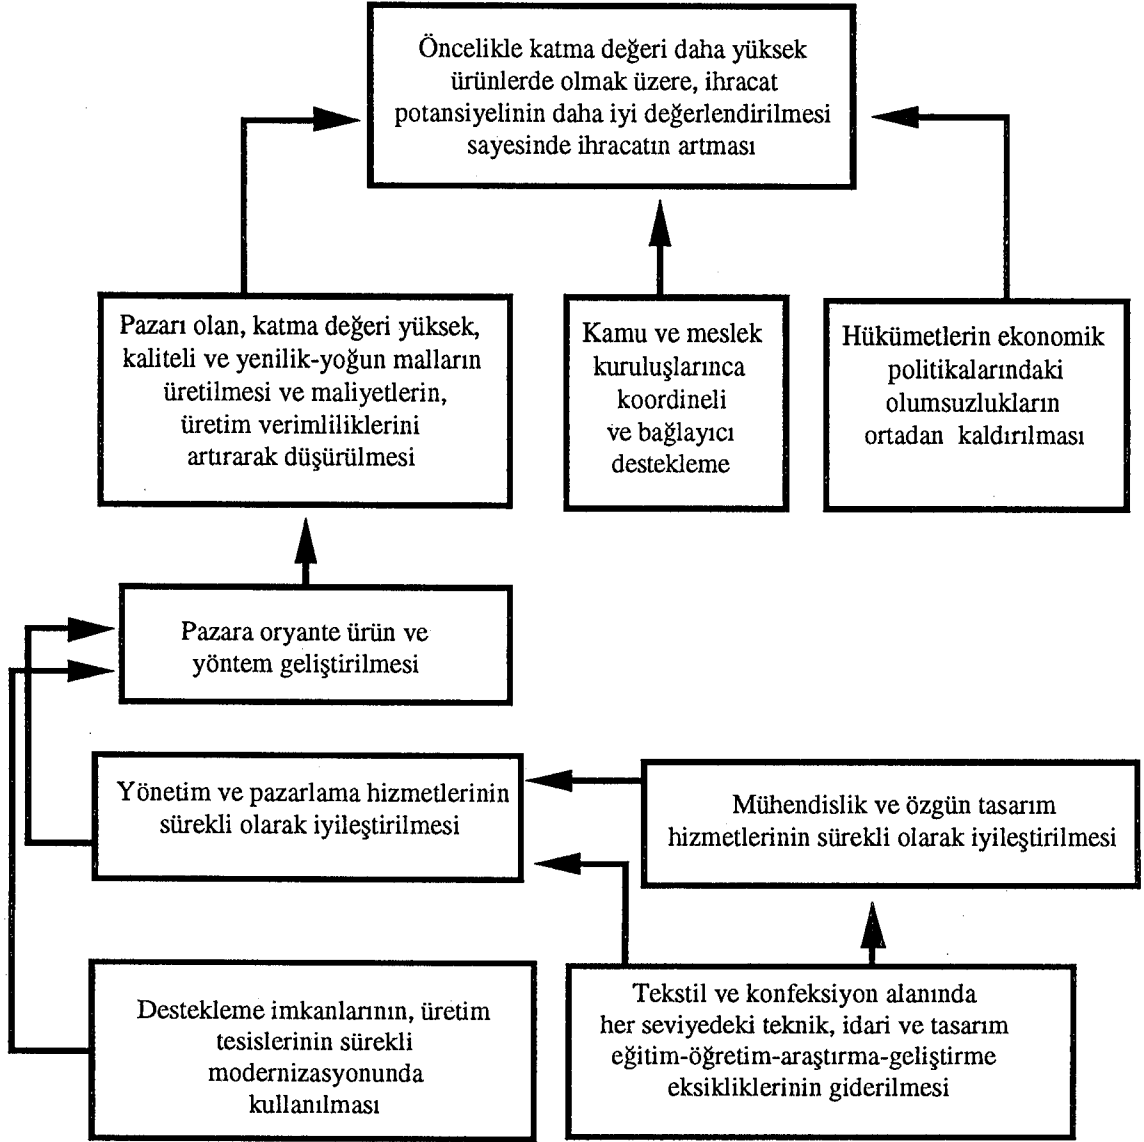 Öncelikle katma değeri daha yüksek
ürünlerde olmak üzere, ihracat
potansiyelinin daha iyi değerlendirilmesi
sayesinde ihracatın artması
Pazarı olan, katma değeri yüksek,
kaliteli ve yenilik-yoğun malların
üretilmesi ve maliyetlerin,
üretim verimliliklerini
artırarak düşürülmesi
Kamu ve meslek
kuruluşlarınca
koordineli
ve bağlayıcı
destekleme
Hükümetlerin ekonomik
politikalarındaki
olumsuzlukların
ortadan kaldırılması
Pazara oryante ürün ve
yöntem geliştirilmesi
Yönetim ve pazarlama hizmetlerinin
sürekli olarak iyileştirilmesi
Mühendislik ve özgün tasarım
hizmetlerinin sürekli olarak iyileştirilmesi
Destekleme imkanlarının, üretim
tesislerinin sürekli
modernizasyonunda
kullanılması
Tekstil ve konfeksiyon alanında
her seviyedeki teknik, idari ve tasarım
eğitim-öğretim-araştırma-geliştirme
eksikliklerinin giderilmesi